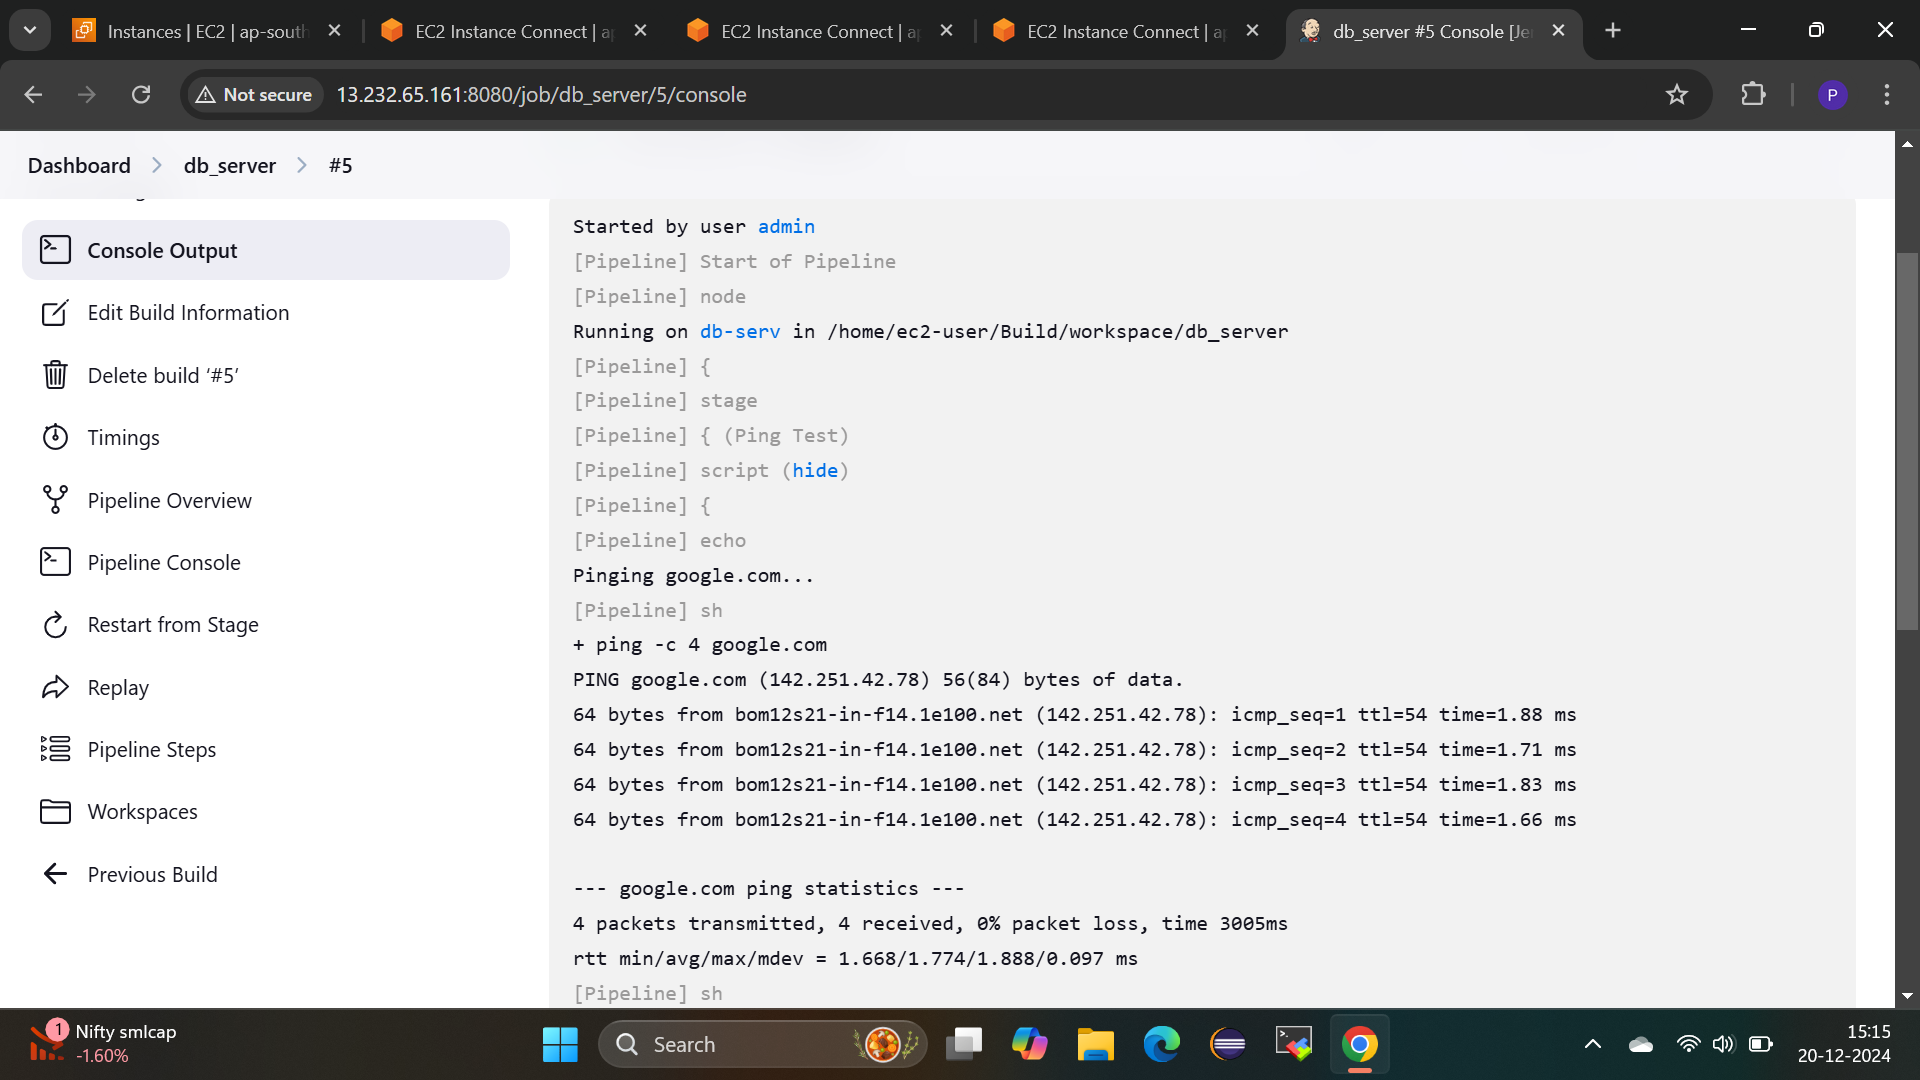 Instances | EC2 | ap-south
EC2 Instance Connect | a
EC2 Instance Connect | a
EC2 Instance Connect | a
db_server #5 Console [Je
Not secure
13.232.65.161:8080/job/db_server/5/console
P
Dashboard
db_server
#5
Console Output
Edit Build Information
Delete build ‘#5’
Timings
Pipeline Overview
Pipeline Console
Restart from Stage
Replay
Pipeline Steps
Workspaces
Previous Build
Started by user admin
[Pipeline] Start of Pipeline
[Pipeline] node
Running on db-serv in /home/ec2-user/Build/workspace/db_server
[Pipeline] {
[Pipeline] stage
[Pipeline] { (Ping Test)
[Pipeline] script (hide)
[Pipeline] {
[Pipeline] echo
Pinging google.com...
[Pipeline] sh
+ ping -c 4 google.com
PING google.com (142.251.42.78) 56(84) bytes of data.
64 bytes from bom12s21-in-f14.1e100.net (142.251.42.78): icmp_seq=1 ttl=54 time=1.88 ms
64 bytes from bom12s21-in-f14.1e100.net (142.251.42.78): icmp_seq=2 ttl=54 time=1.71 ms
64 bytes from bom12s21-in-f14.1e100.net (142.251.42.78): icmp_seq=3 ttl=54 time=1.83 ms
64 bytes from bom12s21-in-f14.1e100.net (142.251.42.78): icmp_seq=4 ttl=54 time=1.66 ms
--- google.com ping statistics ---
4 packets transmitted, 4 received, 0% packet loss, time 3005ms
rtt min/avg/max/mdev = 1.668/1.774/1.888/0.097 ms
[Pipeline] sh
1
Nifty smlcap
-1.60%
Search
15:15
20-12-2024